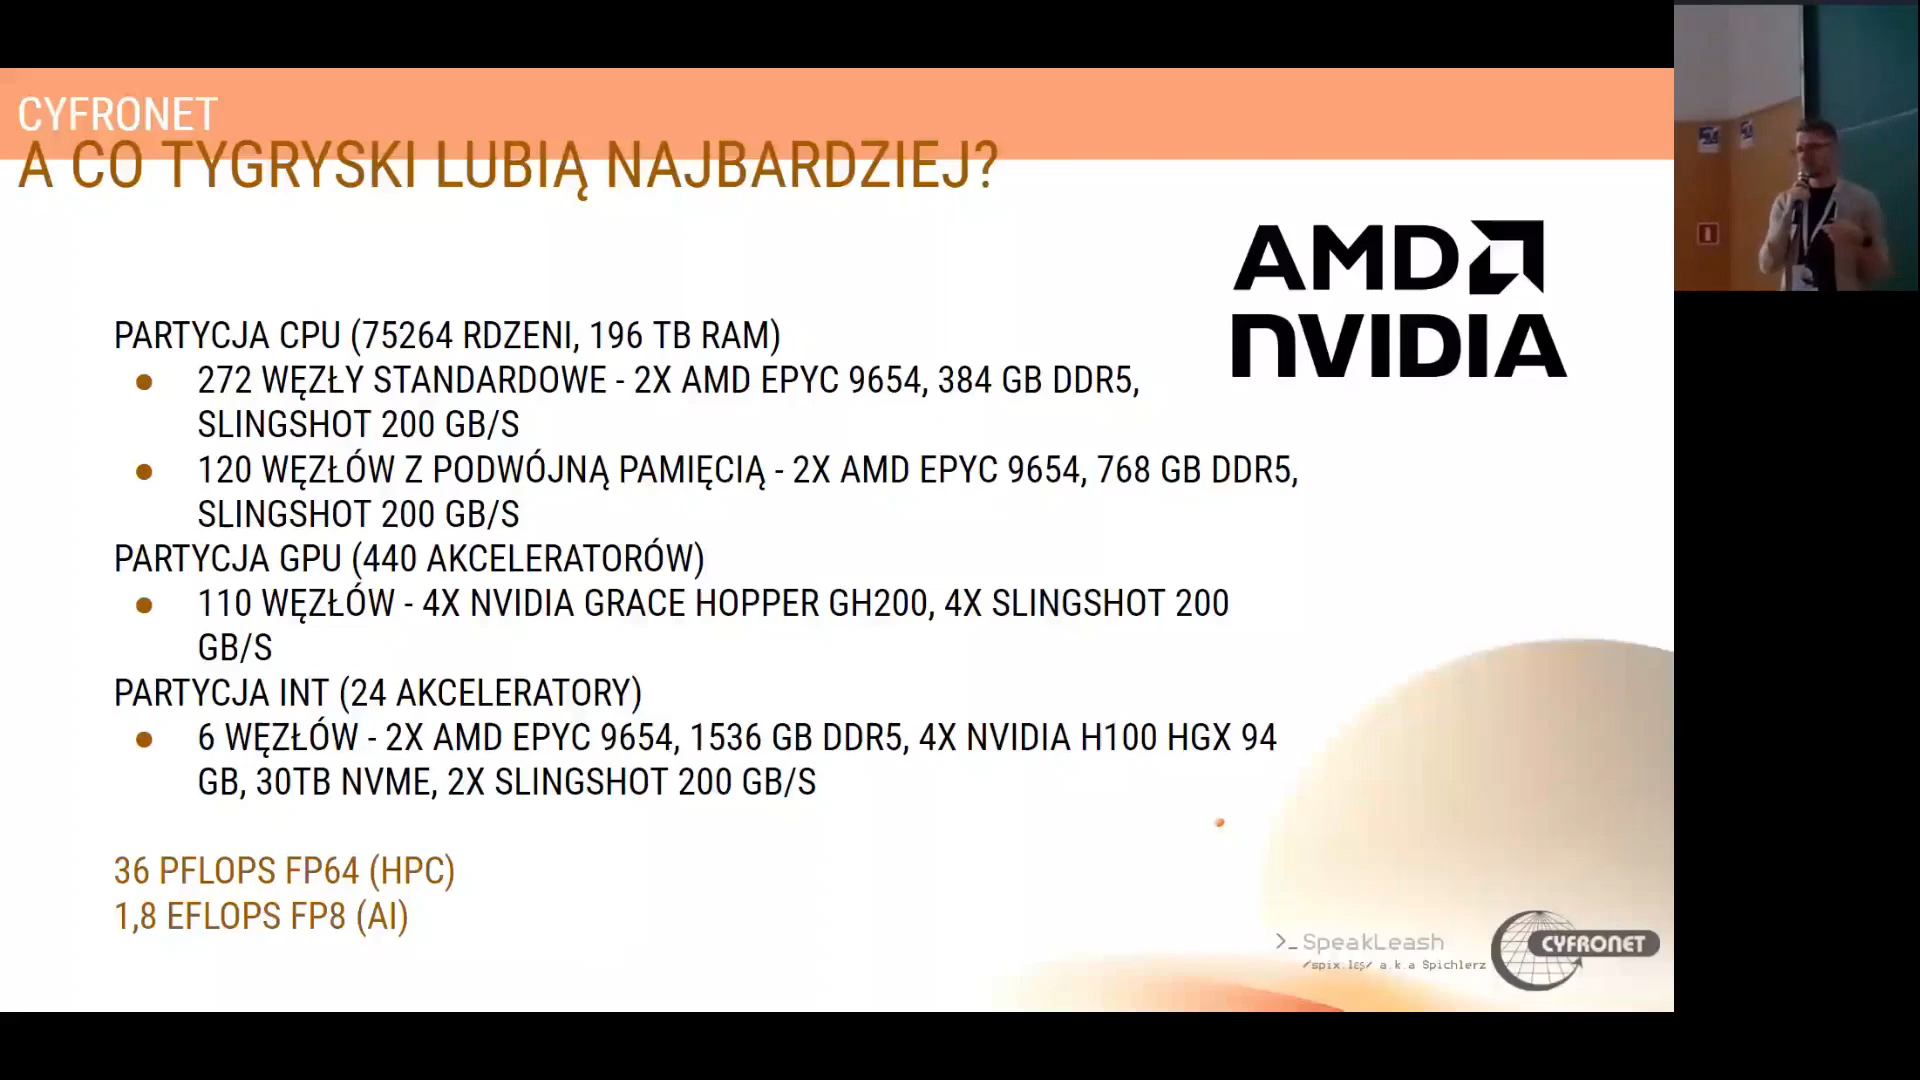 CYFRONET
A CO TYGRYSKI LUBIĄ NAJBARDZIEJ?
AMD
NVIDIA
PARTYCJA CPU (75264 RDZENI, 196 TB RAM)
● 272 WĘZŁY STANDARDOWE - 2X AMD EPYC 9654, 384 GB DDR5,
SLINGSHOT 200 GB/S
● 120 WĘZŁÓW Z PODWÓJNĄ PAMIĘCIĄ - 2X AMD EPYC 9654, 768 GB DDR5,
SLINGSHOT 200 GB/S
PARTYCJA GPU (440 AKCELERATORÓW)
● 110 WĘZŁÓW - 4X NVIDIA GRACE HOPPER GH200, 4X SLINGSHOT 200
GB/S
PARTYCJA INT (24 AKCELERATORY)
● 6 WĘZŁÓW - 2X AMD EPYC 9654, 1536 GB DDR5, 4X NVIDIA H100 HGX 94
GB, 30TB NVME, 2X SLINGSHOT 200 GB/S
36 PFLOPS FP64 (HPC)
1,8 EFLOPS FP8 (AI)
>_ SpeakLeash
/spix.lɛʂ/ a.k.a Spichlerz
CYFRONET